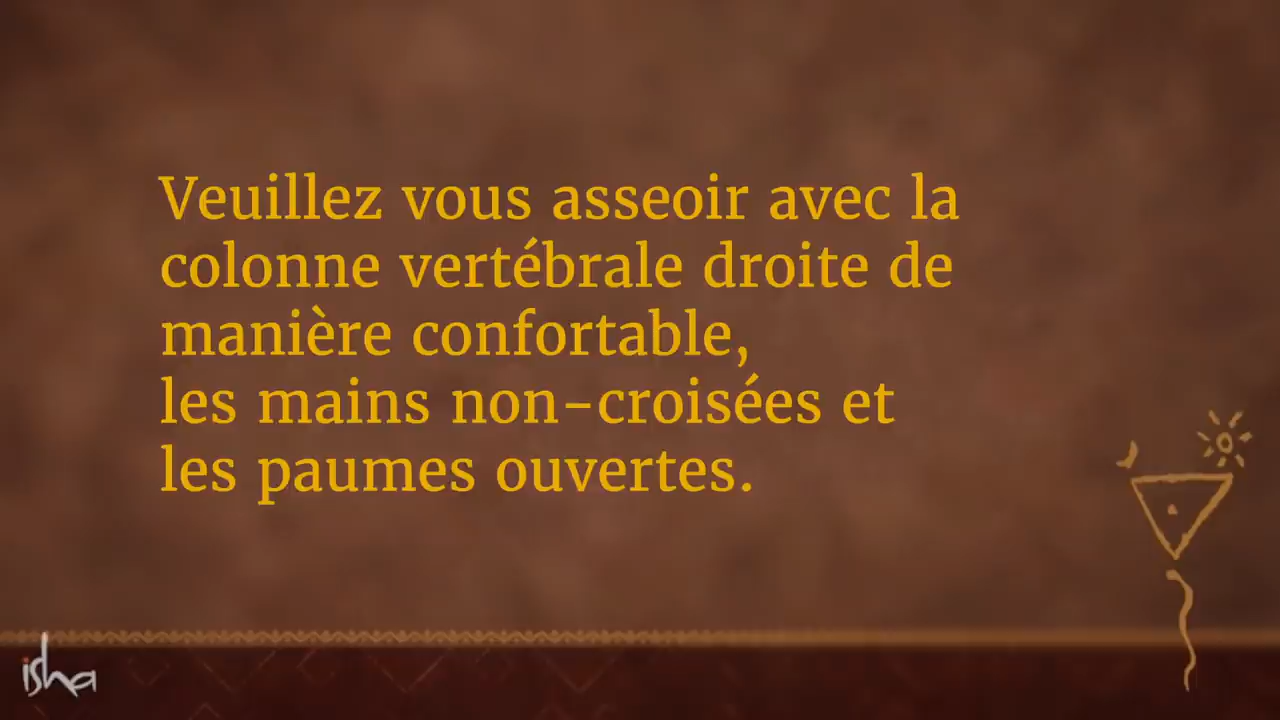 Veuillez vous asseoir avec la
colonne vertébrale droite de
manière confortable,
les mains non-croisées et
les paumes ouvertes.
isha